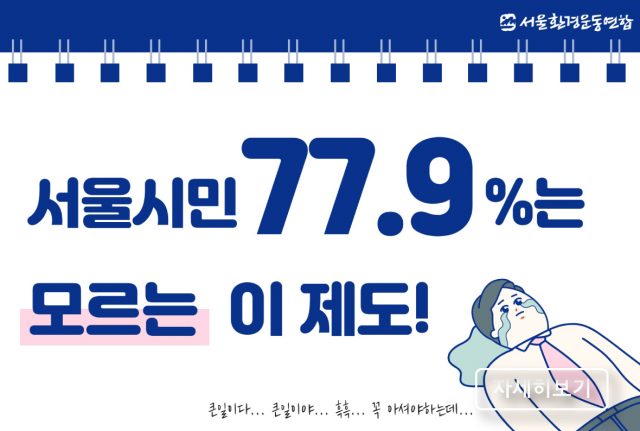 서울환경운동연합
서울시민 77.9%는
모르는 이 제도!
자세히보기
큰일이다... 큰일이야... 흑흑... 꼭 아셔야하는데...